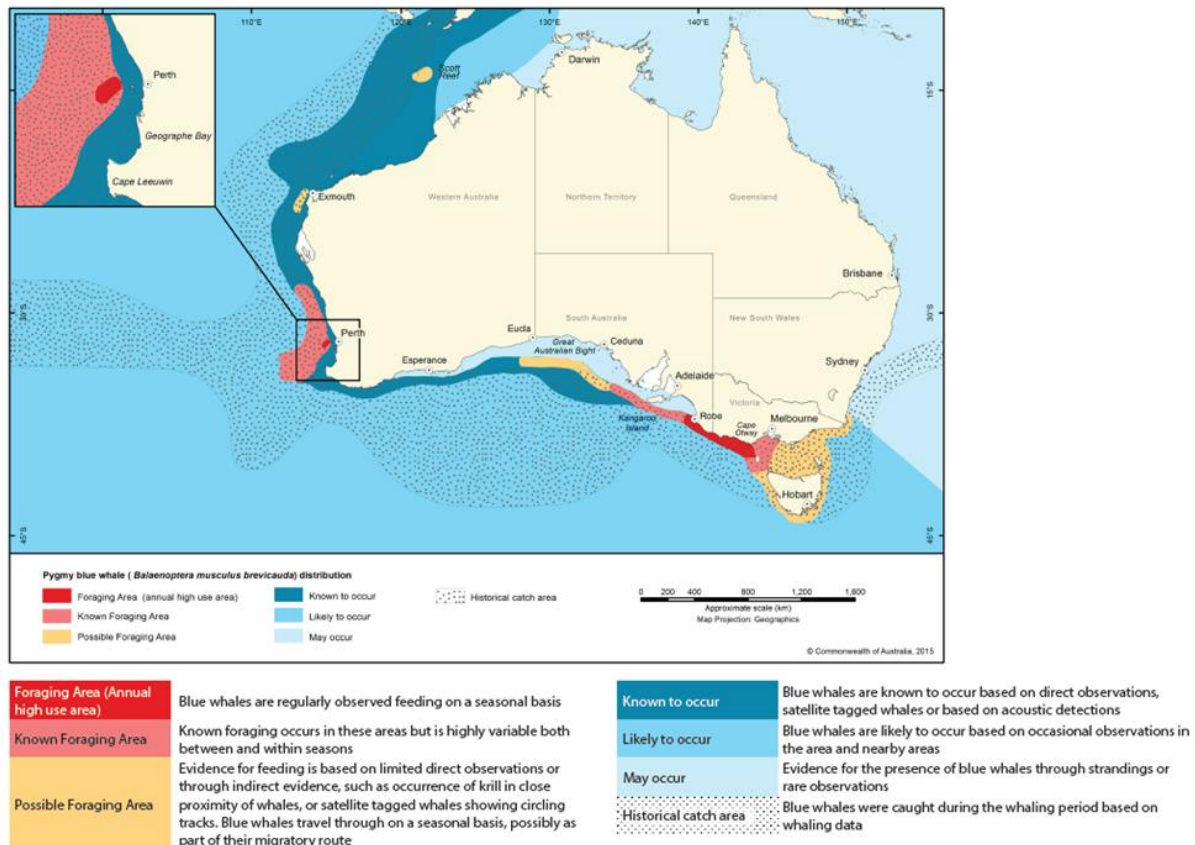 110°E
120°E
130°E
140°E
150°E
Perth
Geographe Bay
Cape Leeuwin
Scott
Reef
Darwin
15°S
Exmouth
Western Australia
Northern Territory
Queensland
Brisbane
30°S
30°S
Perth
Esperance
Eucla
South Australia
Great
Australian Bight
Ceduna
New South Wales
Sydney
Adelaide
Kangaroo
Island
Robe
Victoria
Cape
Otway
Melbourne
Hobart
45°S
45°S
Pygmy blue whale ( Balaenoptera musculus brevicauda) distribution
Foraging Area (annual high use area)
Known Foraging Area
Possible Foraging Area
Known to occur
Likely to occur
May occur
Historical catch area
0 200 400 800 1,200 1,600
Approximate scale (km)
Map Projection: Geographics
© Commonwealth of Australia, 2015
Foraging Area (Annual
high use area)
Blue whales are regularly observed feeding on a seasonal basis
Known Foraging Area
Known foraging occurs in these areas but is highly variable both
between and within seasons
Possible Foraging Area
Evidence for feeding is based on limited direct observations or
through indirect evidence, such as occurrence of krill in close
proximity of whales, or satellite tagged whales showing circling
tracks. Blue whales travel through on a seasonal basis, possibly as
part of their migratory route
Known to occur
Blue whales are known to occur based on direct observations,
satellite tagged whales or based on acoustic detections
Likely to occur
Blue whales are likely to occur based on occasional observations in
the area and nearby areas
May occur
Evidence for the presence of blue whales through strandings or
rare observations
Historical catch area
Blue whales were caught during the whaling period based on
whaling data